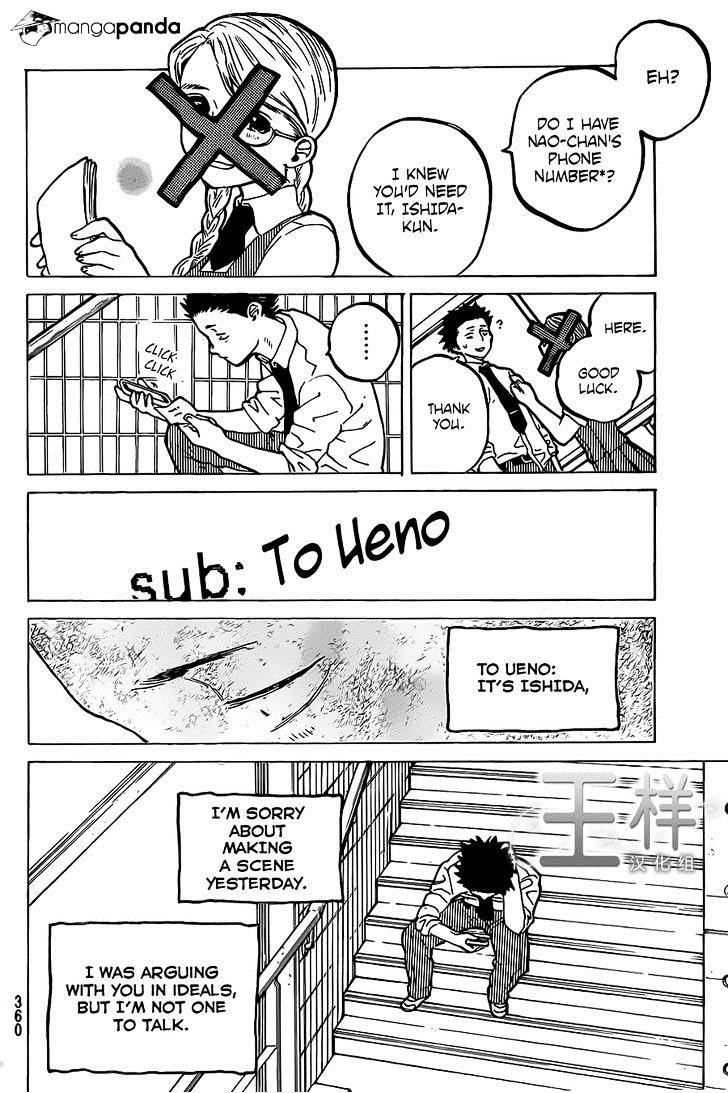 mangapanda
EH?
DO I HAVE
NAO-CHAN'S
PHONE
NUMBER*?
I KNEW
YOU'D NEED
IT, ISHIDA-
KUN.
HERE.
GOOD
LUCK.
?
THANK
YOU.
......
CLICK
CLICK
sub: To Ueno
TO UENO:
IT'S ISHIDA,
I'M SORRY
ABOUT
MAKING
A SCENE
YESTERDAY.
I WAS ARGUING
WITH YOU IN IDEALS,
BUT I'M NOT ONE
TO TALK.
王样
汉化组
360